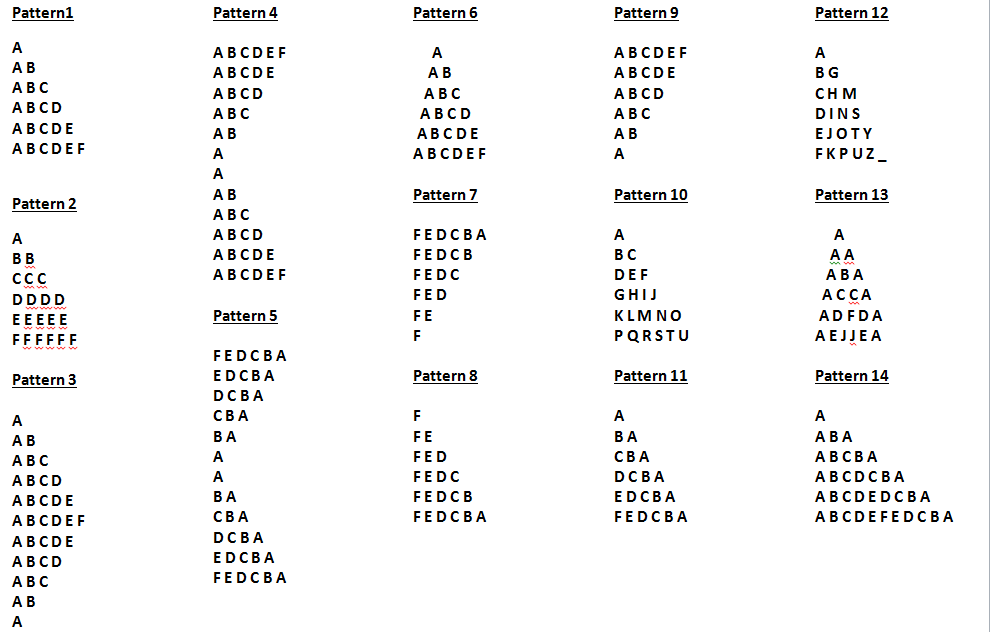 Pattern1
A
A B
A B C
A B C D
A B C D E
A B C D E F
Pattern 2
A
B B
C C C
D D D D
E E E E E
F F F F F F
Pattern 3
A
A B
A B C
A B C D
A B C D E
A B C D E F
A B C D E
A B C D
A B C
A B
A
Pattern 4
A B C D E F
A B C D E
A B C D
A B C
A B
A
A
A B
A B C
A B C D
A B C D E
A B C D E F
Pattern 5
F E D C B A
E D C B A
D C B A
C B A
B A
A
A
B A
C B A
D C B A
E D C B A
F E D C B A
Pattern 6
A
A B
A B C
A B C D
A B C D E
A B C D E F
Pattern 7
F E D C B A
F E D C B
F E D C
F E D
F E
F
Pattern 8
F
F E
F E D
F E D C
F E D C B
F E D C B A
Pattern 9
A B C D E F
A B C D E
A B C D
A B C
A B
A
Pattern 10
A
B C
D E F
G H I J
K L M N O
P Q R S T U
Pattern 11
A
B A
C B A
D C B A
E D C B A
F E D C B A
Pattern 12
A
B G
C H M
D I N S
E J O T Y
F K P U Z _
Pattern 13
A
A A
A B A
A C C A
A D F D A
A E J J E A
Pattern 14
A
A B A
A B C B A
A B C D C B A
A B C D E D C B A
A B C D E F E D C B A